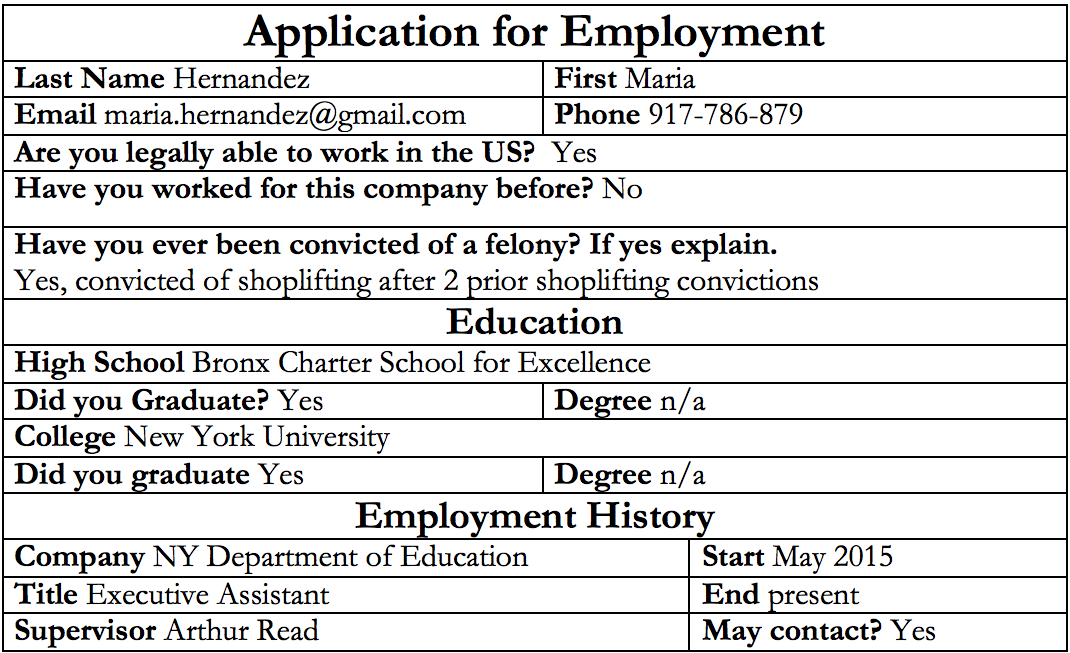 Application for Employment
Last Name Hernandez First Maria
Email maria.hernandez@gmail.com Phone 917-786-879
Are you legally able to work in the US? Yes
Have you worked for this company before? No
Have you ever been convicted of a felony? If yes explain.
Yes, convicted of shoplifting after 2 prior shoplifting convictions
Education
High School Bronx Charter School for Excellence
Did you Graduate? Yes Degree n/a
College New York University
Did you graduate Yes Degree n/a
Employment History
Company NY Department of Education Start May 2015
Title Executive Assistant End present
Supervisor Arthur Read May contact? Yes